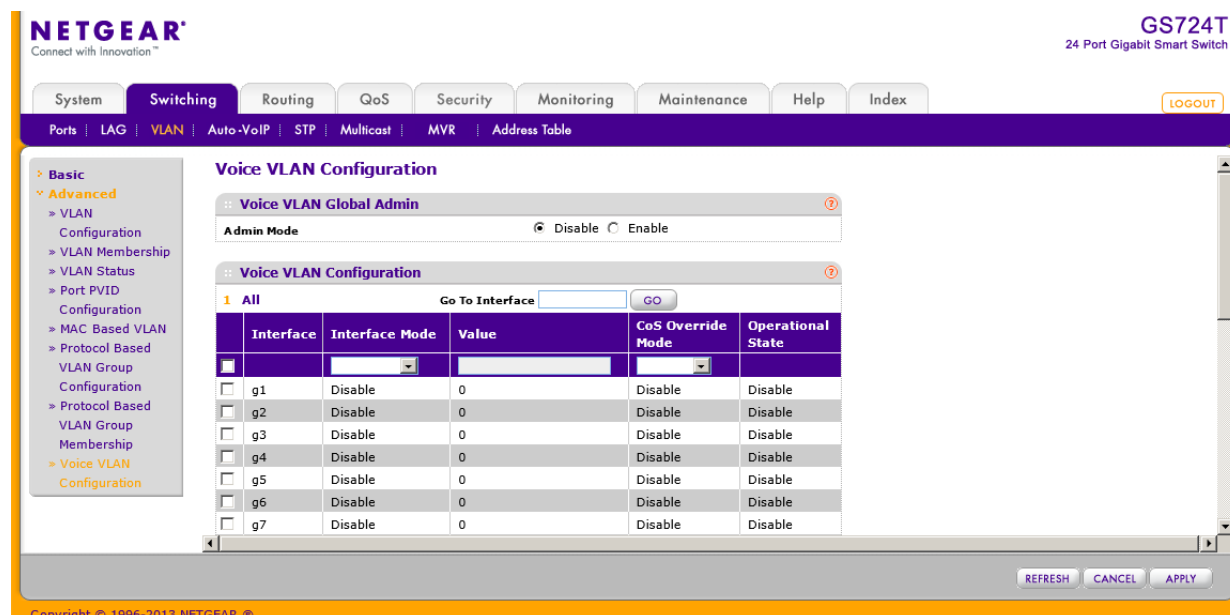 NETGEAR®
Connect with Innovation™
GS724T
24 Port Gigabit Smart Switch
System Switching Routing QoS Security Monitoring Maintenance Help Index
LOGOUT
Ports | LAG | VLAN | Auto-VoIP | STP | Multicast | MVR | Address Table
Basic
Advanced
» VLAN
Configuration
» VLAN Membership
» VLAN Status
» Port PVID
Configuration
» MAC Based VLAN
» Protocol Based
VLAN Group
Configuration
» Protocol Based
VLAN Group
Membership
» Voice VLAN
Configuration
Voice VLAN Configuration
:: Voice VLAN Global Admin ?
Admin Mode Disable Enable
:: Voice VLAN Configuration ?
1 All Go To Interface GO
Interface Interface Mode Value CoS Override Mode Operational State
g1 Disable 0 Disable Disable
g2 Disable 0 Disable Disable
g3 Disable 0 Disable Disable
g4 Disable 0 Disable Disable
g5 Disable 0 Disable Disable
g6 Disable 0 Disable Disable
g7 Disable 0 Disable Disable
REFRESH CANCEL APPLY
Copyright © 1996-2013 NETGEAR ®